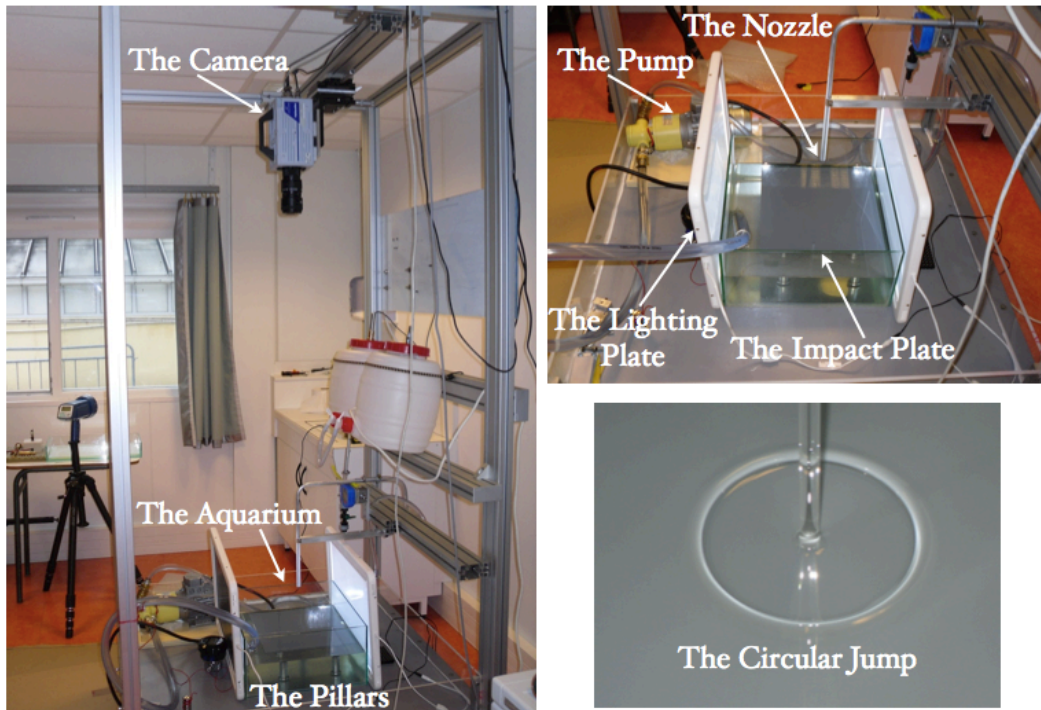 The Camera
The Aquarium
The Pillars
The Nozzle
The Pump
The Lighting
Plate
The Impact Plate
The Circular Jump